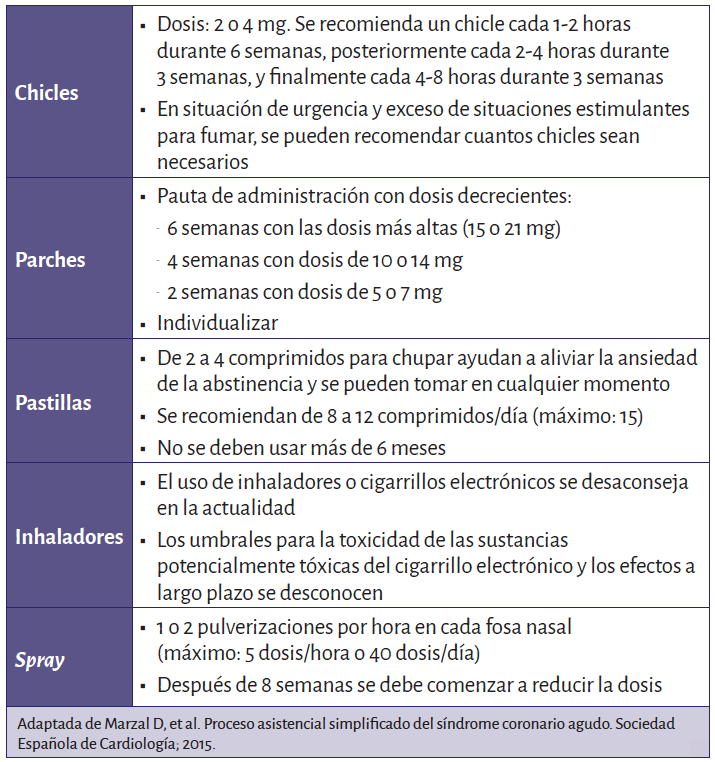 Chicles
▪ Dosis: 2 o 4 mg. Se recomienda un chicle cada 1-2 horas
durante 6 semanas, posteriormente cada 2-4 horas durante
3 semanas, y finalmente cada 4-8 horas durante 3 semanas
▪ En situación de urgencia y exceso de situaciones estimulantes
para fumar, se pueden recomendar cuantos chicles sean
necesarios
Parches
▪ Pauta de administración con dosis decrecientes:
- 6 semanas con las dosis más altas (15 o 21 mg)
- 4 semanas con dosis de 10 o 14 mg
- 2 semanas con dosis de 5 o 7 mg
▪ Individualizar
Pastillas
▪ De 2 a 4 comprimidos para chupar ayudan a aliviar la ansiedad
de la abstinencia y se pueden tomar en cualquier momento
▪ Se recomiendan de 8 a 12 comprimidos/día (máximo: 15)
▪ No se deben usar más de 6 meses
Inhaladores
▪ El uso de inhaladores o cigarrillos electrónicos se desaconseja
en la actualidad
▪ Los umbrales para la toxicidad de las sustancias
potencialmente tóxicas del cigarrillo electrónico y los efectos a
largo plazo se desconocen
Spray
▪ 1 o 2 pulverizaciones por hora en cada fosa nasal
(máximo: 5 dosis/hora o 40 dosis/día)
▪ Después de 8 semanas se debe comenzar a reducir la dosis
Adaptada de Marzal D, et al. Proceso asistencial simplificado del síndrome coronario agudo. Sociedad
Española de Cardiología; 2015.